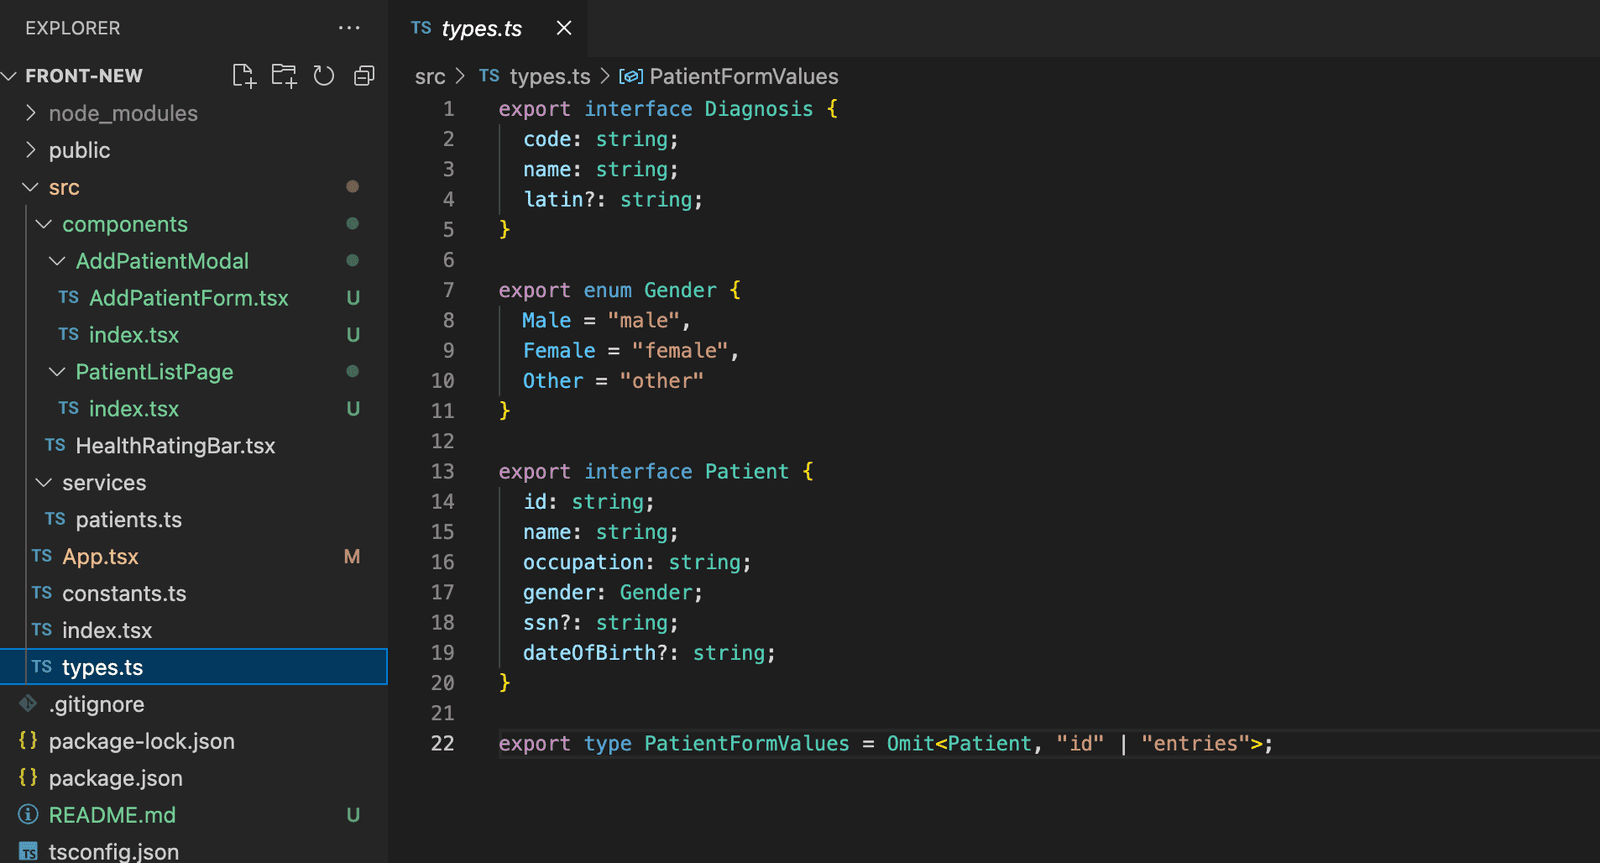 EXPLORER ...
FRONT-NEW
node_modules
public
src
components
AddPatientModal
TS AddPatientForm.tsx U
TS index.tsx U
PatientListPage
TS index.tsx U
TS HealthRatingBar.tsx
services
TS patients.ts
TS App.tsx M
TS constants.ts
TS index.tsx
TS types.ts
.gitignore
{} package-lock.json
{} package.json
README.md U
TS tsconfig.json
TS types.ts
src > TS types.ts > PatientFormValues
1 export interface Diagnosis {
2 code: string;
3 name: string;
4 latin?: string;
5 }
6
7 export enum Gender {
8 Male = "male",
9 Female = "female",
10 Other = "other"
11 }
12
13 export interface Patient {
14 id: string;
15 name: string;
16 occupation: string;
17 gender: Gender;
18 ssn?: string;
19 dateOfBirth?: string;
20 }
21
22 export type PatientFormValues = Omit<Patient, "id" | "entries">;